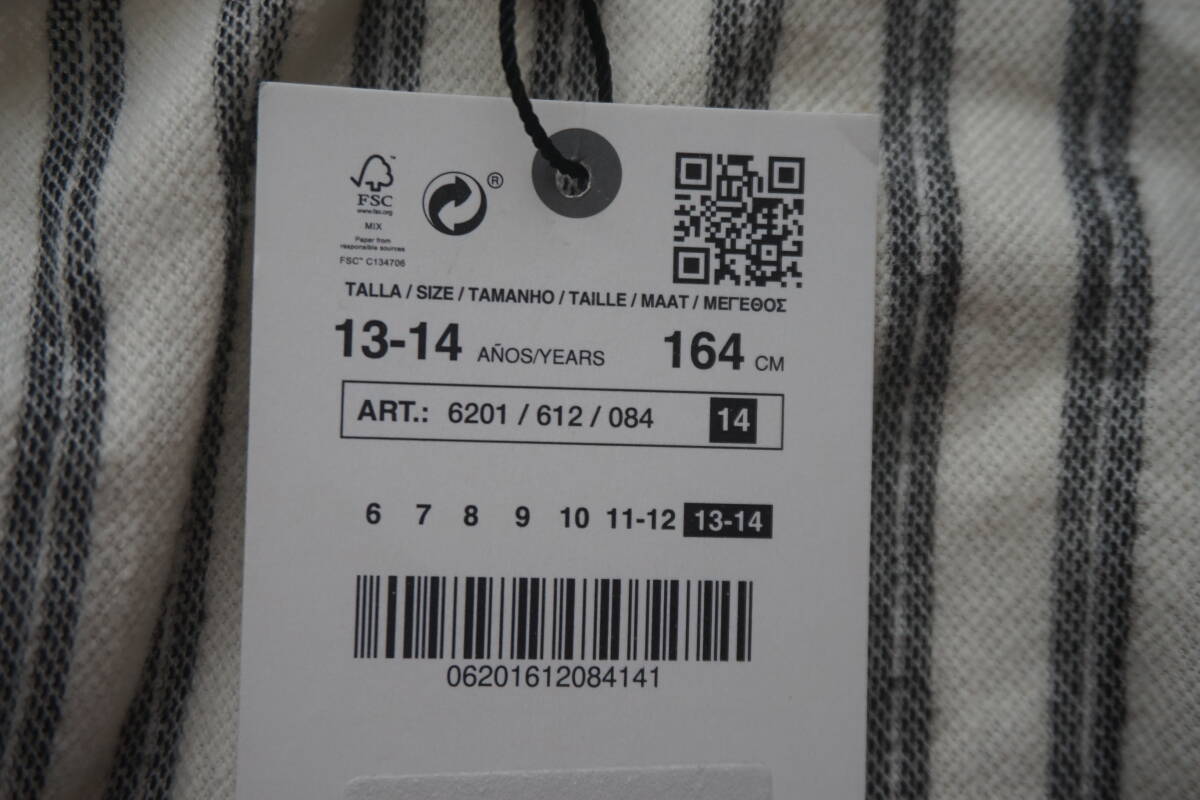 FSC
www.fsc.org
MIX
Paper from
responsible sources
FSC™ C134706
®
TALLA / SIZE / TAMANHO / TAILLE / MAAT / ΜΕΓΕΘΟΣ
13-14 AÑOS/YEARS 164 CM
ART.: 6201 / 612 / 084 14
6 7 8 9 10 11-12 13-14
06201612084141